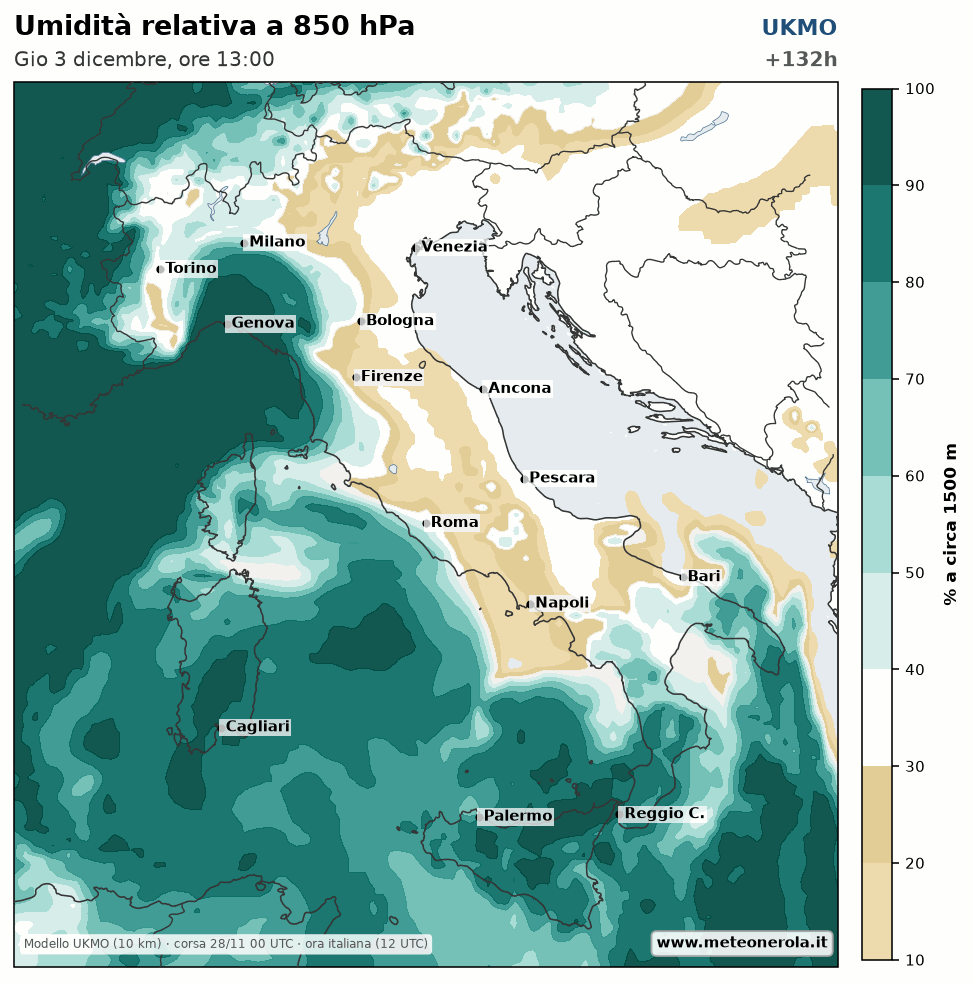 Umidità relativa a 850 hPa
UKMO
Gio 3 dicembre, ore 13:00
+132h
100
90
80
70
60
50
40
30
20
10
% a circa 1500 m
Milano
Venezia
Torino
Genova
Bologna
Firenze
Ancona
Pescara
Roma
Bari
Napoli
Cagliari
Palermo
Reggio C.
Modello UKMO (10 km) · corsa 28/11 00 UTC · ora italiana (12 UTC)
www.meteonerola.it